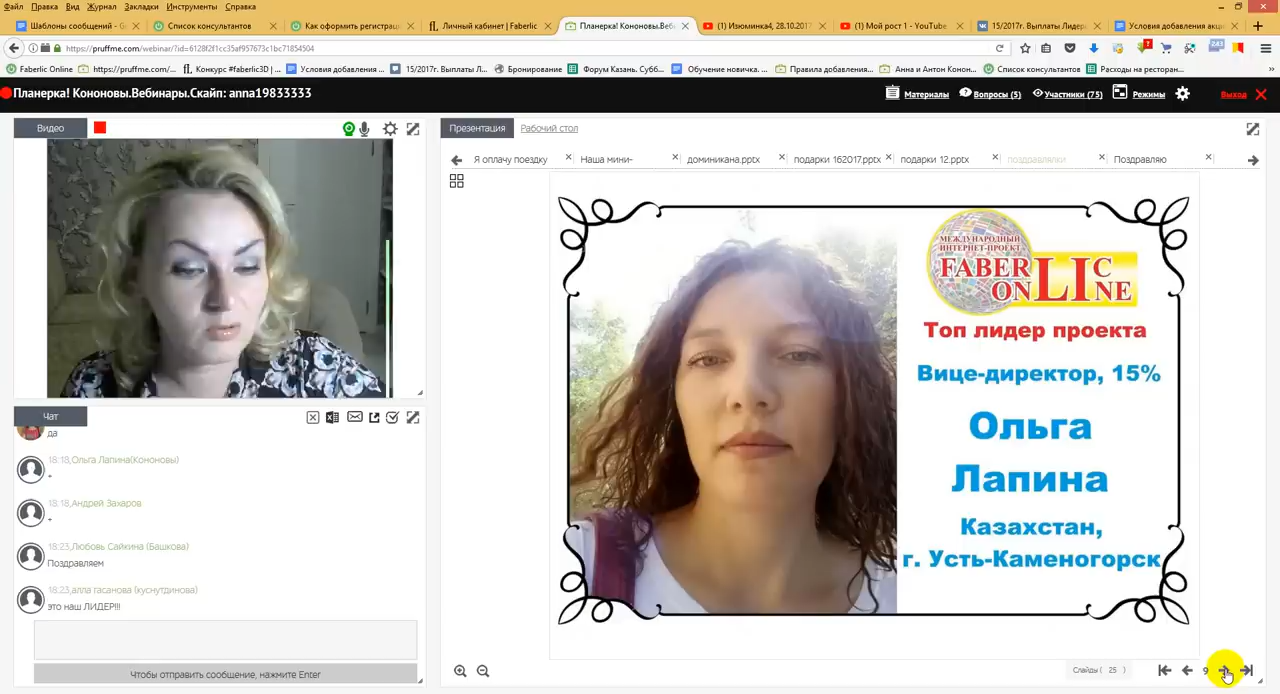 Файл Правка Вид Журнал Закладки Инструменты Справка
Шаблоны сообщений - Go
Список консультантов
Как оформить регистрац
Личный кабинет | Faberlic
Планерка! Кононовы.Веб
(1) Изюминка4, 28.10.2017
(1) Мой рост 1 - YouTube
15/2017г. Выплаты Лидер
Условия добавления акц
https://pruffme.com/webinar/?id=6128f2f1cc35af957673c1bc71854504
Faberlic Online
https://pruffme.com/...
Конкурс #faberlic3D | ...
Условия добавления...
15/2017г. Выплаты Л...
Бронирование
Форум Казань. Субб...
Обучение новичка. ...
Правила добавления...
Анна и Антон Конон...
Список консультантов
Расходы на ресторан...
Планерка! Кононовы.Вебинары.Скайп: anna19833333
Материалы
Вопросы (5)
Участники (75)
Режимы
Выход
Видео
Презентация
Рабочий стол
Я оплачу поездку
Наша мини-
доминикана.pptx
подарки 162017.pptx
подарки 12.pptx
поздравлялки
Поздравляю
МЕЖДУНАРОДНЫЙ
ИНТЕРНЕТ-ПРОЕКТ
FABERLIC
ONLINE
Топ лидер проекта
Вице-директор, 15%
Ольга
Лапина
Казахстан,
г. Усть-Каменогорск
Чат
да
18:18,Ольга Лапина(Кононовы)
+
18:18,Андрей Захаров
+
18:23,Любовь Сайкина (Башкова)
Поздравляем
18:23,алла гасанова (куснутдинова)
это наш ЛИДЕР!!!
Чтобы отправить сообщение, нажмите Enter
Слайды ( 25 )
9